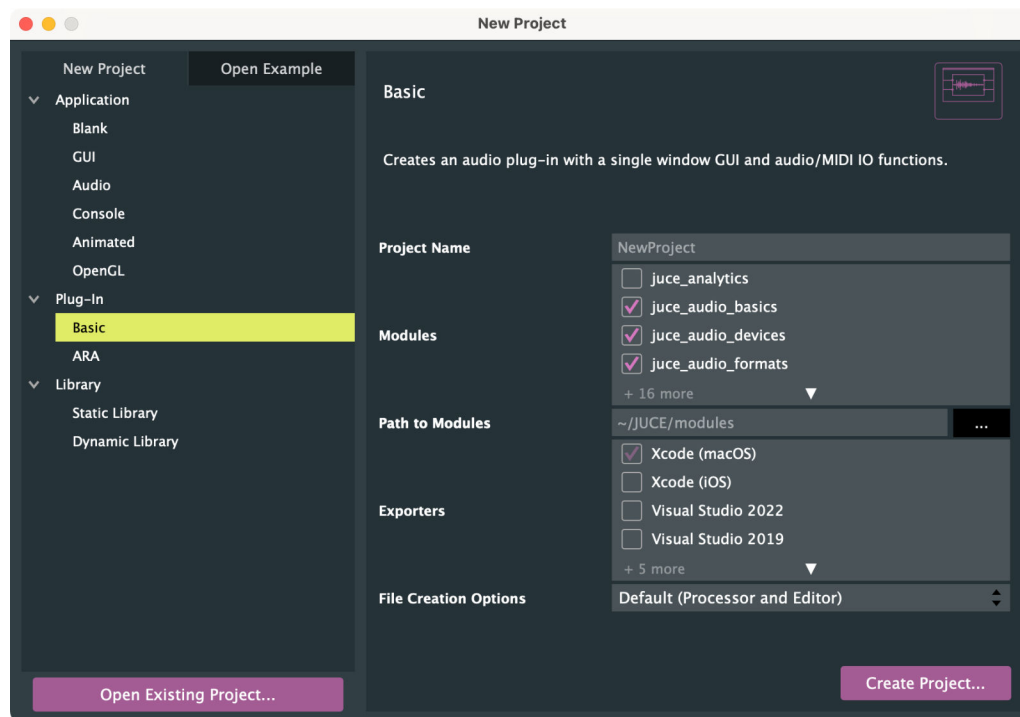 New Project
New Project
Open Example
Application
Blank
GUI
Audio
Console
Animated
OpenGL
Plug-In
Basic
ARA
Library
Static Library
Dynamic Library
Open Existing Project...
Basic
Creates an audio plug-in with a single window GUI and audio/MIDI IO functions.
Project Name
NewProject
Modules
juce_analytics
juce_audio_basics
juce_audio_devices
juce_audio_formats
+ 16 more
Path to Modules
~/JUCE/modules
...
Exporters
Xcode (macOS)
Xcode (iOS)
Visual Studio 2022
Visual Studio 2019
+ 5 more
File Creation Options
Default (Processor and Editor)
Create Project...